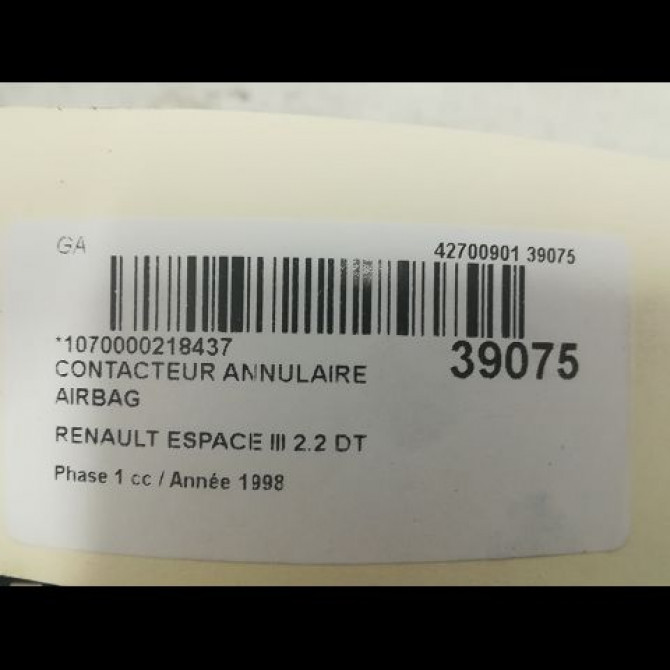 GA
42700901 39075
*1070000218437
39075
CONTACTEUR ANNULAIRE
AIRBAG
RENAULT ESPACE III 2.2 DT
Phase 1 cc / Année 1998